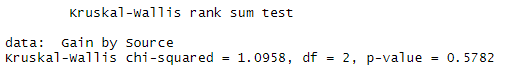 Kruskal-Wallis rank sum test
data:  Gain by Source
Kruskal-Wallis chi-squared = 1.0958, df = 2, p-value = 0.5782